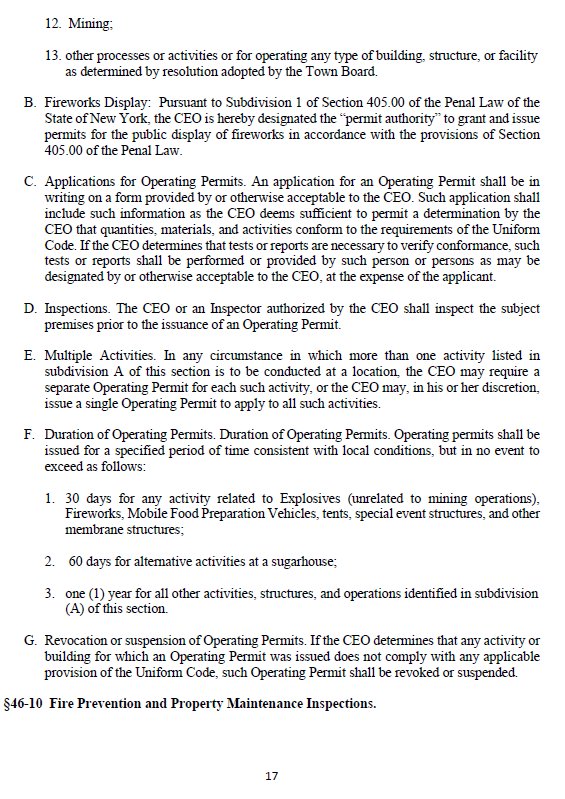 12. Mining;
13. other processes or activities or for operating any type of building, structure, or facility
as determined by resolution adopted by the Town Board.
B. Fireworks Display: Pursuant to Subdivision 1 of Section 405.00 of the Penal Law of the
State of New York, the CEO is hereby designated the “permit authority” to grant and issue
permits for the public display of fireworks in accordance with the provisions of Section
405.00 of the Penal Law.
C. Applications for Operating Permits. An application for an Operating Permit shall be in
writing on a form provided by or otherwise acceptable to the CEO. Such application shall
include such information as the CEO deems sufficient to permit a determination by the
CEO that quantities, materials, and activities conform to the requirements of the Uniform
Code. If the CEO determines that tests or reports are necessary to verify conformance, such
tests or reports shall be performed or provided by such person or persons as may be
designated by or otherwise acceptable to the CEO, at the expense of the applicant.
D. Inspections. The CEO or an Inspector authorized by the CEO shall inspect the subject
premises prior to the issuance of an Operating Permit.
E. Multiple Activities. In any circumstance in which more than one activity listed in
subdivision A of this section is to be conducted at a location, the CEO may require a
separate Operating Permit for each such activity, or the CEO may, in his or her discretion,
issue a single Operating Permit to apply to all such activities.
F. Duration of Operating Permits. Duration of Operating Permits. Operating permits shall be
issued for a specified period of time consistent with local conditions, but in no event to
exceed as follows:
1. 30 days for any activity related to Explosives (unrelated to mining operations),
Fireworks, Mobile Food Preparation Vehicles, tents, special event structures, and other
membrane structures;
2. 60 days for alternative activities at a sugarhouse;
3. one (1) year for all other activities, structures, and operations identified in subdivision
(A) of this section.
G. Revocation or suspension of Operating Permits. If the CEO determines that any activity or
building for which an Operating Permit was issued does not comply with any applicable
provision of the Uniform Code, such Operating Permit shall be revoked or suspended.
§46-10 Fire Prevention and Property Maintenance Inspections.
17